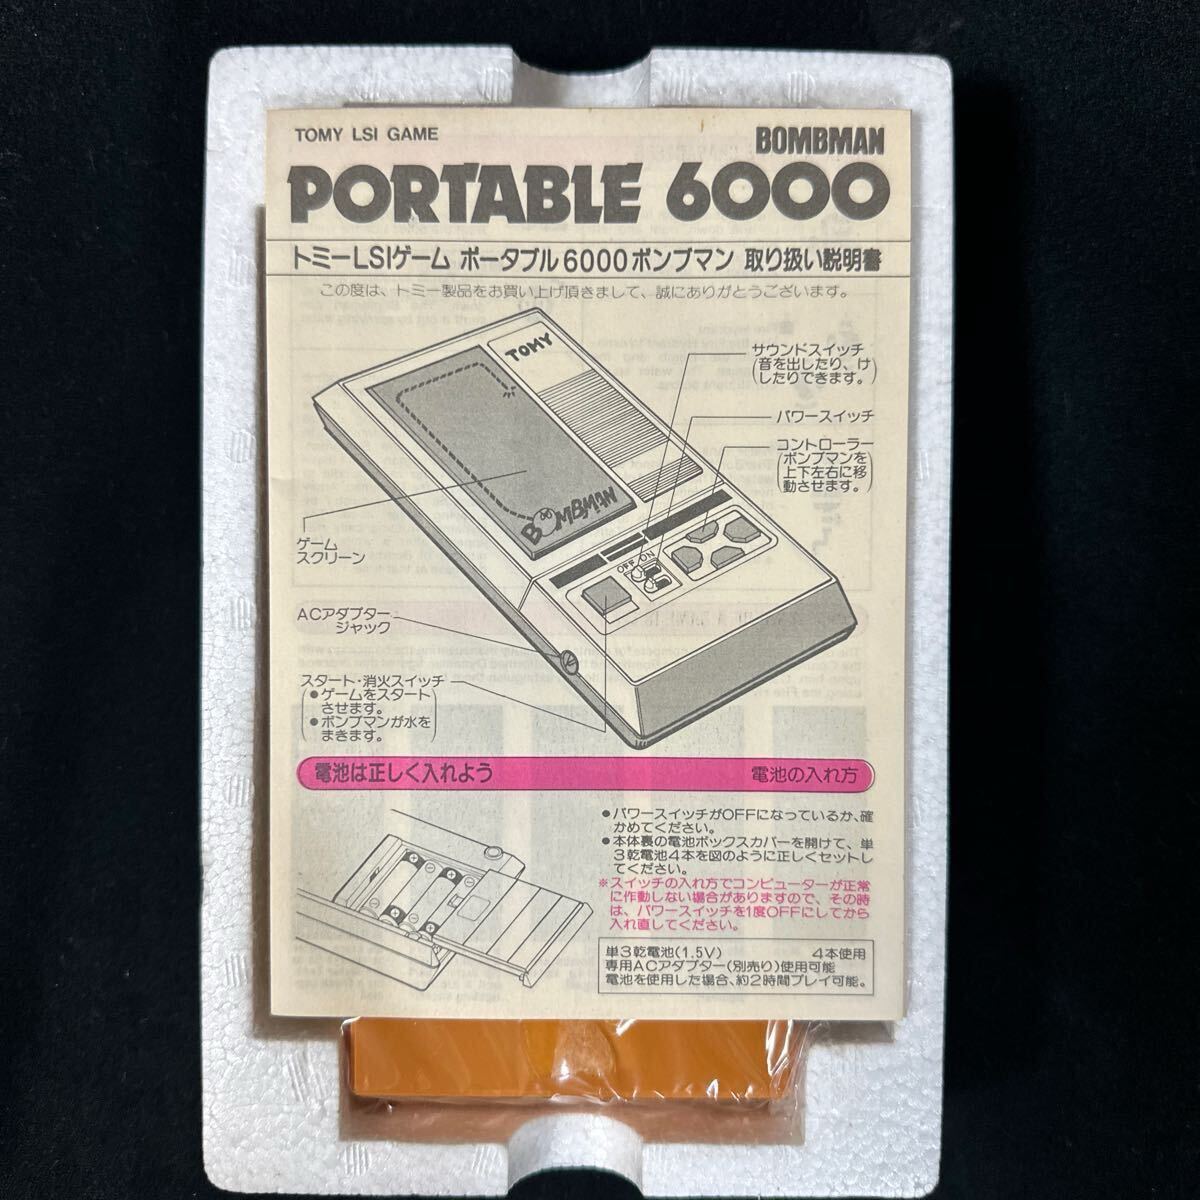 TOMY LSI GAME
BOMBMAN
PORTABLE 6000
トミーLSIゲーム ポータブル6000ボンブマン 取り扱い説明書
この度は、トミー製品をお買い上げ頂きまして、誠にありがとうございます。
TOMY
サウンドスイッチ
(音を出したり、け
したりできます。)
パワースイッチ
コントローラー
(ボンブマンを
上下左右に移
動させます。)
BOMBMAN
OFF ON
ゲーム
スクリーン
ACアダプター
ジャック
スタート・消火スイッチ
(●ゲームをスタート
させます。
●ボンブマンが水を
まきます。)
電池は正しく入れよう
電池の入れ方
●パワースイッチがOFFになっているか、確
かめてください。
●本体裏の電池ボックスカバーを開けて、単
3乾電池4本を図のように正しくセットし
てください。
※スイッチの入れ方でコンピューターが正常
に作動しない場合がありますので、その時
は、パワースイッチを1度OFFにしてから
入れ直してください。
単3乾電池(1.5V) 4本使用
専用ACアダプター(別売り)使用可能
電池を使用した場合、約2時間プレイ可能。